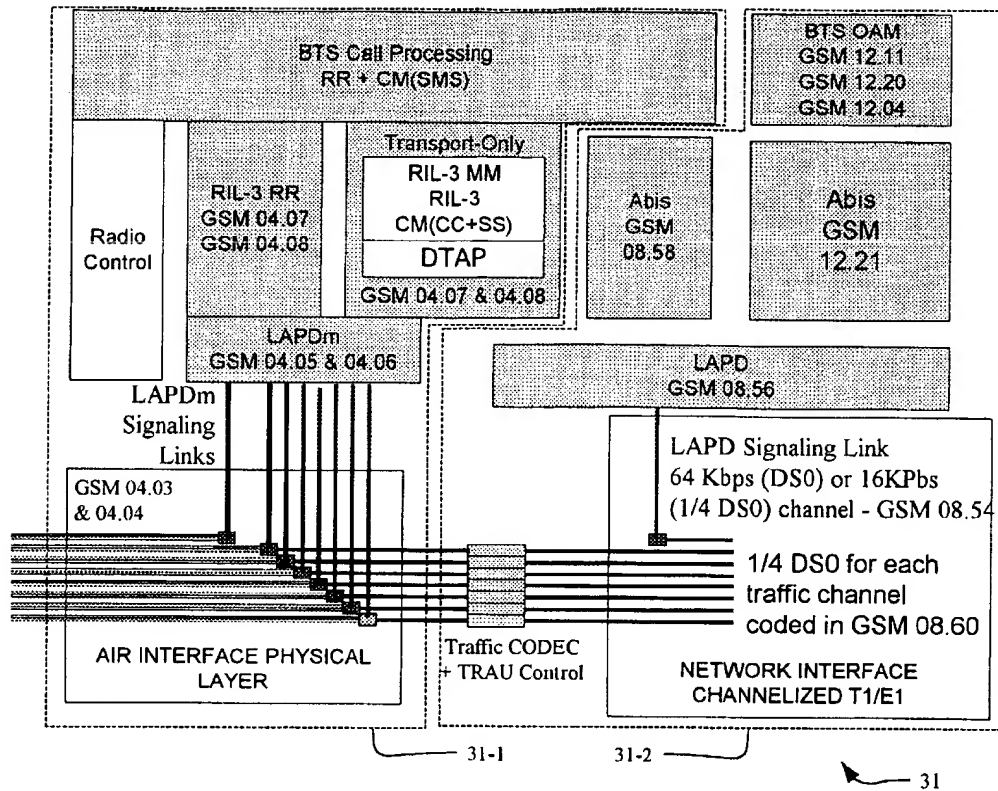 BTS Call Processing
RR + CM(SMS)
BTS OAM
GSM 12.11
GSM 12.20
GSM 12.04
Radio
Control
RIL-3 RR
GSM 04.07
GSM 04.08
Transport-Only
RIL-3 MM
RIL-3
CM(CC+SS)
DTAP
GSM 04.07 & 04.08
Abis
GSM
08.58
Abis
GSM
12.21
LAPDm
GSM 04.05 & 04.06
LAPD
GSM 08.56
LAPDm
Signaling
Links
GSM 04.03
& 04.04
AIR INTERFACE PHYSICAL
LAYER
Traffic CODEC
+ TRAU Control
LAPD Signaling Link
64 Kbps (DS0) or 16KPbs
(1/4 DS0) channel - GSM 08.54
1/4 DS0 for each
traffic channel
coded in GSM 08.60
NETWORK INTERFACE
CHANNELIZED T1/E1
31-1
31-2
31